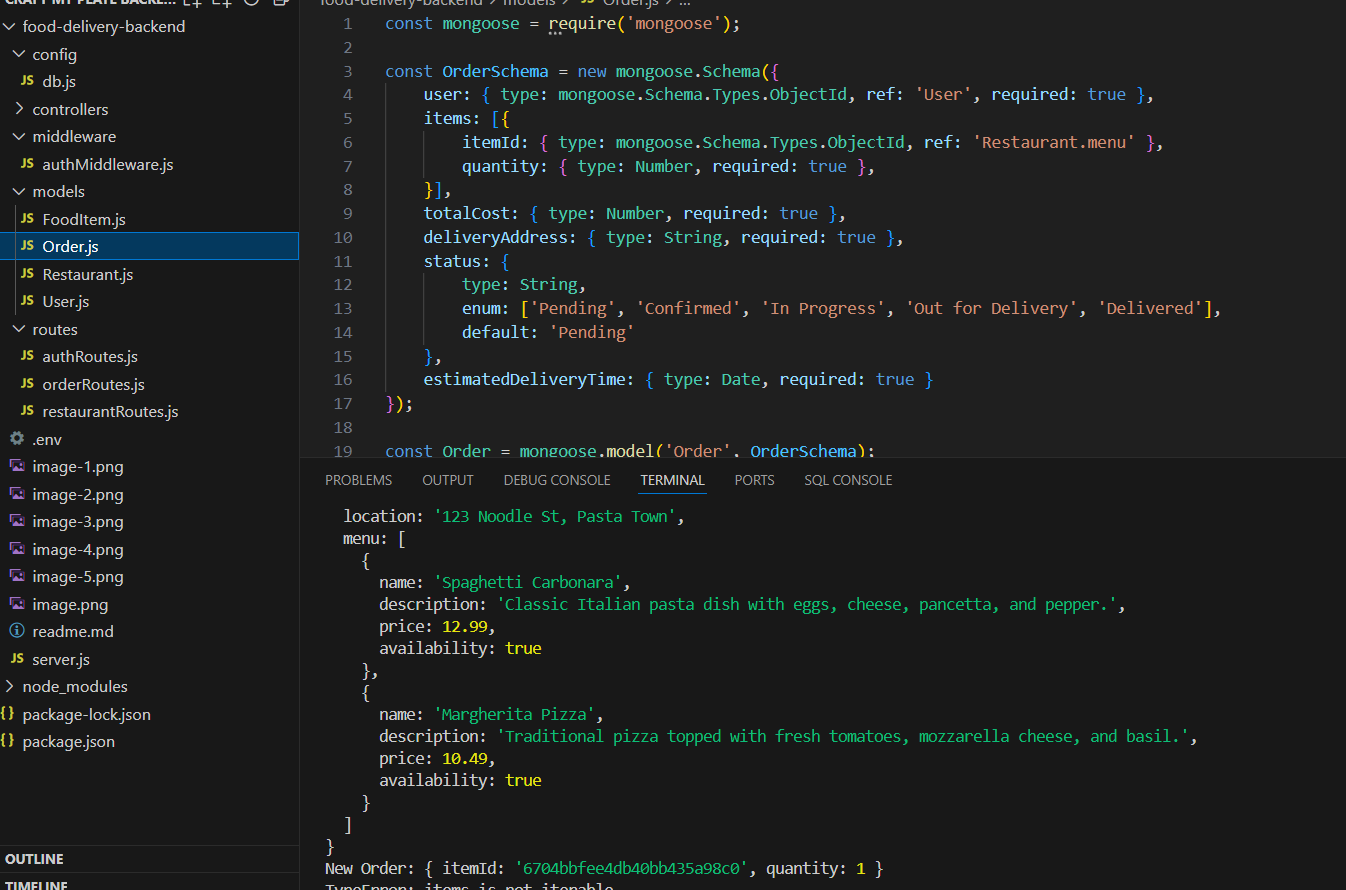 CRAFT MY PLATE BACKE...
food-delivery-backend
config
JS db.js
controllers
middleware
JS authMiddleware.js
models
JS FoodItem.js
JS Order.js
JS Restaurant.js
JS User.js
routes
JS authRoutes.js
JS orderRoutes.js
JS restaurantRoutes.js
.env
image-1.png
image-2.png
image-3.png
image-4.png
image-5.png
image.png
readme.md
JS server.js
node_modules
{} package-lock.json
{} package.json
OUTLINE
TIMELINE
food-delivery-backend > models > JS Order.js > ...
1 const mongoose = require('mongoose');
2
3 const OrderSchema = new mongoose.Schema({
4 user: { type: mongoose.Schema.Types.ObjectId, ref: 'User', required: true },
5 items: [{
6 itemId: { type: mongoose.Schema.Types.ObjectId, ref: 'Restaurant.menu' },
7 quantity: { type: Number, required: true },
8 }],
9 totalCost: { type: Number, required: true },
10 deliveryAddress: { type: String, required: true },
11 status: {
12 type: String,
13 enum: ['Pending', 'Confirmed', 'In Progress', 'Out for Delivery', 'Delivered'],
14 default: 'Pending'
15 },
16 estimatedDeliveryTime: { type: Date, required: true }
17 });
18
19 const Order = mongoose.model('Order', OrderSchema);
PROBLEMS OUTPUT DEBUG CONSOLE TERMINAL PORTS SQL CONSOLE
location: '123 Noodle St, Pasta Town',
menu: [
{
name: 'Spaghetti Carbonara',
description: 'Classic Italian pasta dish with eggs, cheese, pancetta, and pepper.',
price: 12.99,
availability: true
},
{
name: 'Margherita Pizza',
description: 'Traditional pizza topped with fresh tomatoes, mozzarella cheese, and basil.',
price: 10.49,
availability: true
}
]
}
New Order: { itemId: '6704bbfee4db40bb435a98c0', quantity: 1 }
TypeError: items is not iterable